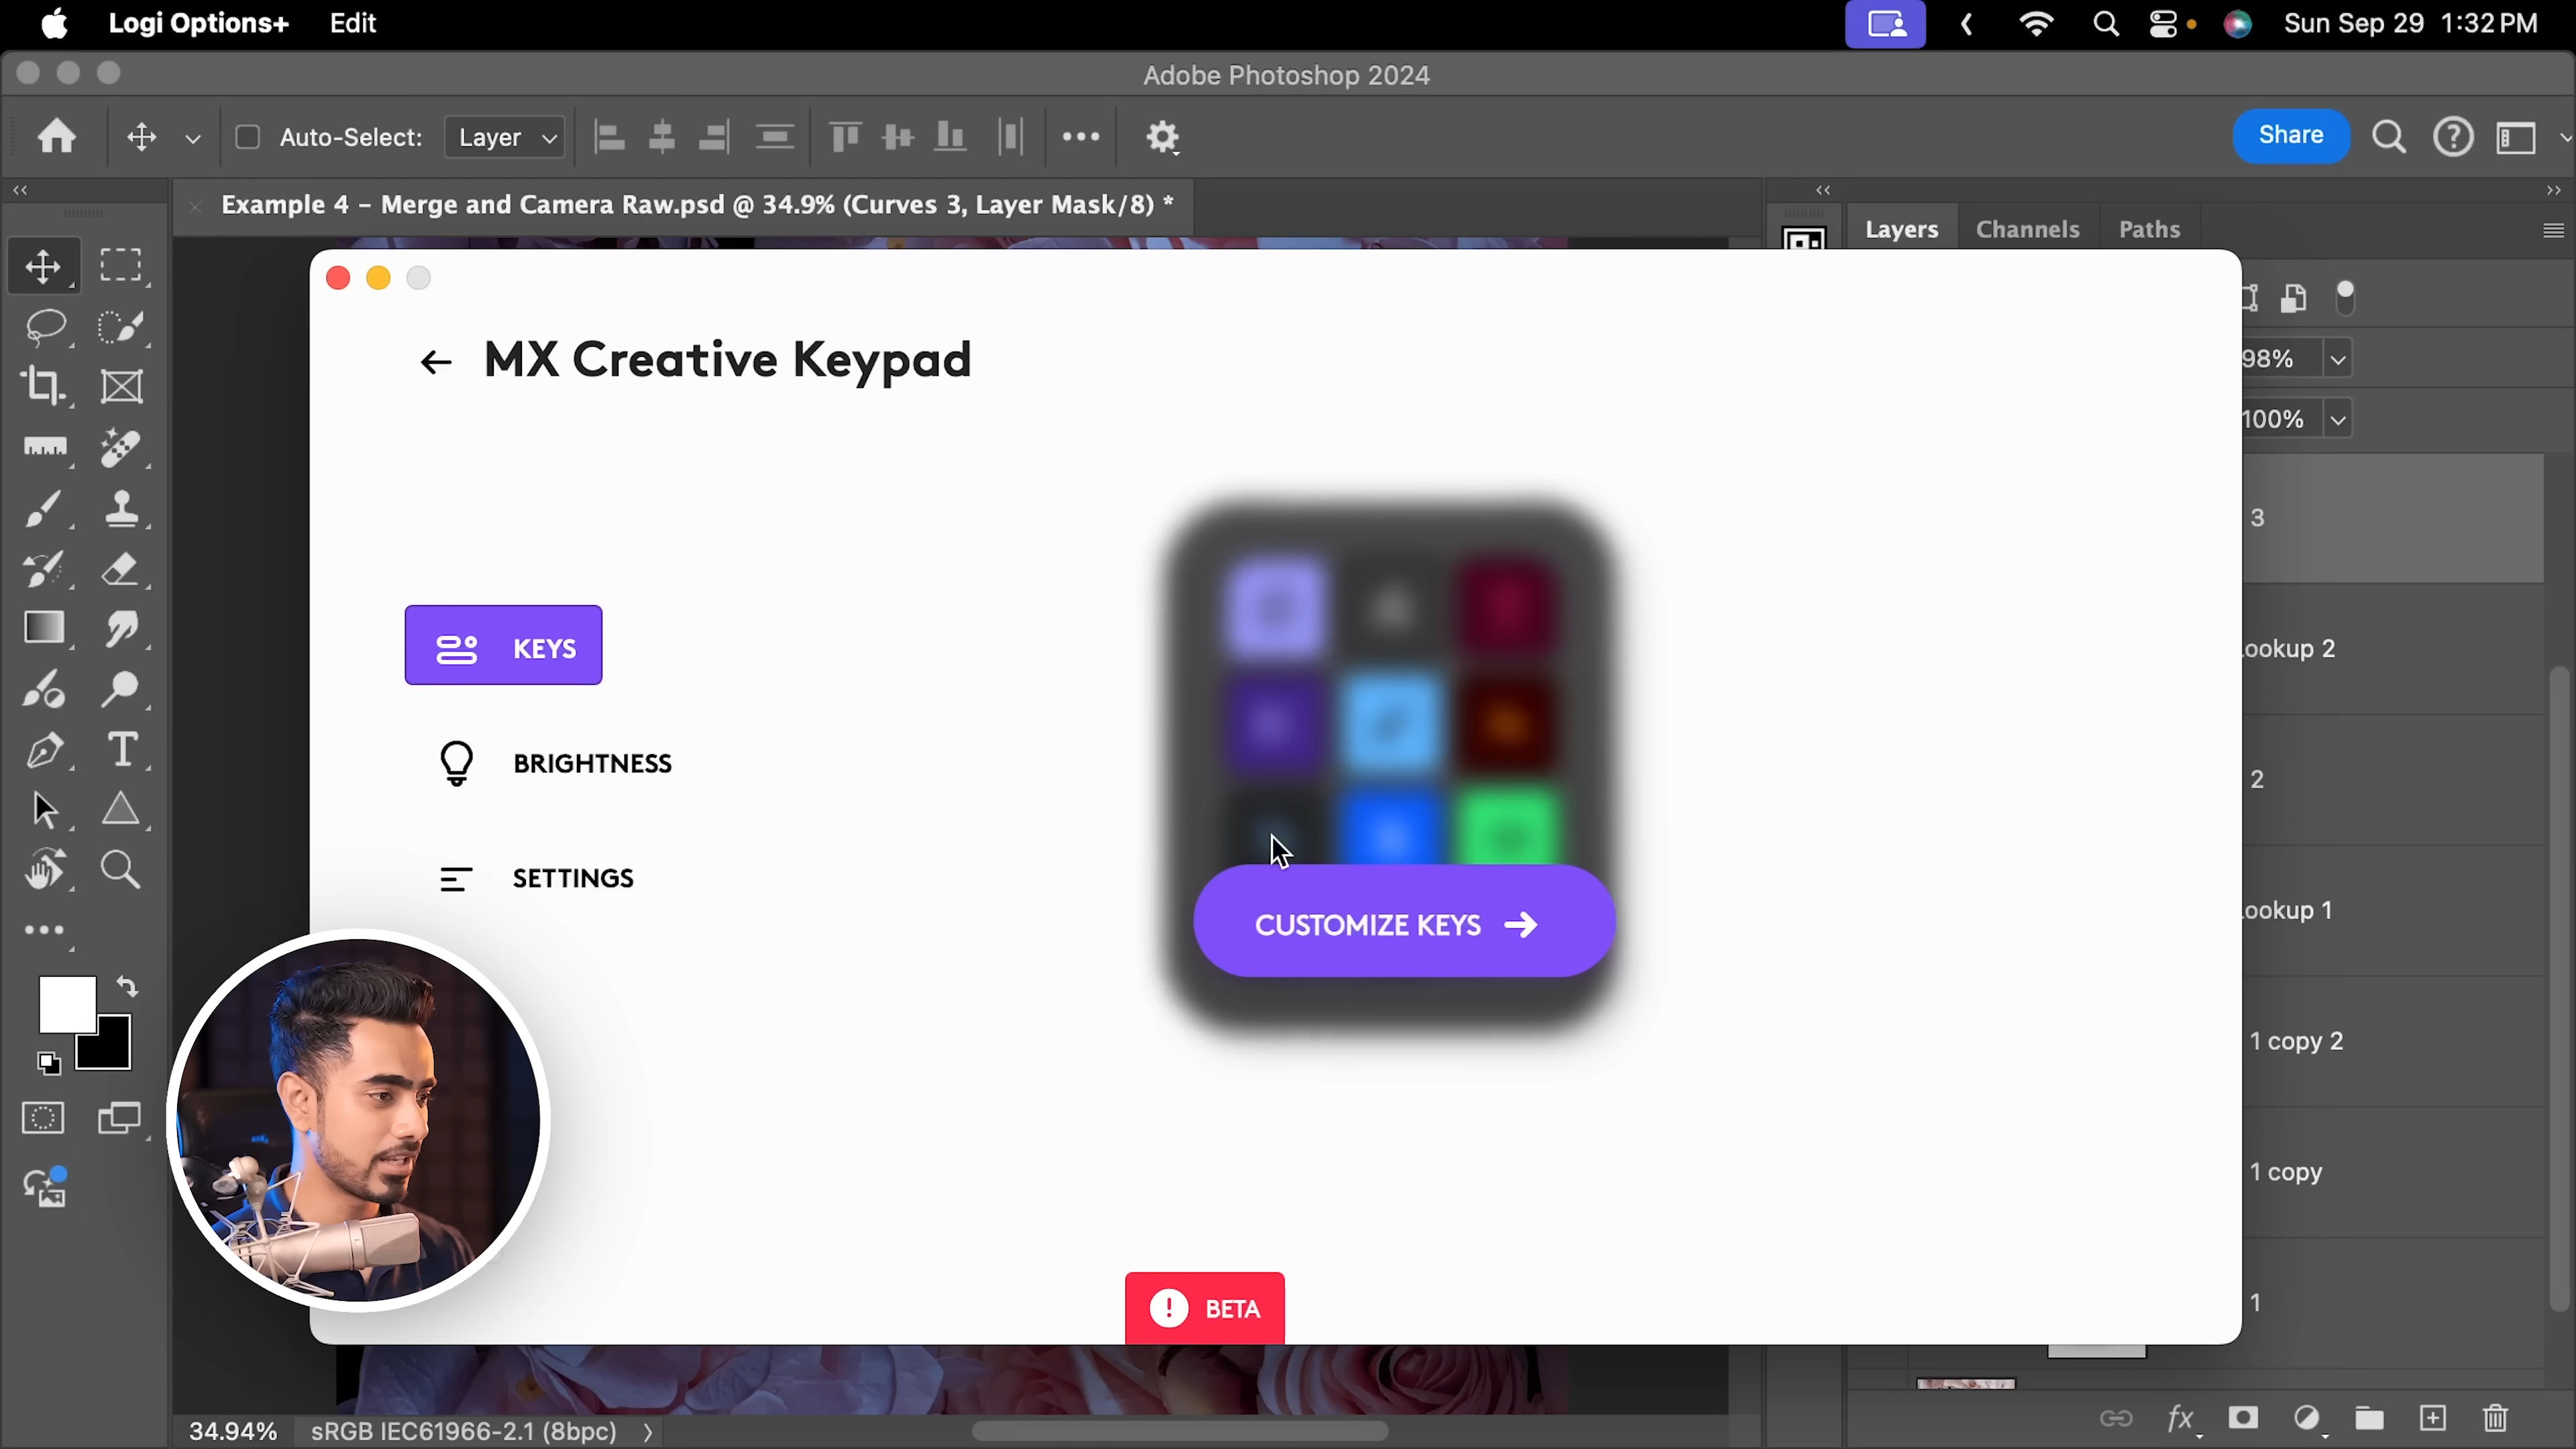 Logi Options+ Edit Sun Sep 29 1:32 PM
Adobe Photoshop 2024
Auto-Select: Layer Share
Example 4 - Merge and Camera Raw.psd @ 34.9% (Curves 3, Layer Mask/8) *
Layers Channels Paths
MX Creative Keypad
98%
100%
3
KEYS
ookup 2
BRIGHTNESS
2
SETTINGS
ookup 1
CUSTOMIZE KEYS
1 copy 2
1 copy
1
BETA
34.94% sRGB IEC61966-2.1 (8bpc)
fx